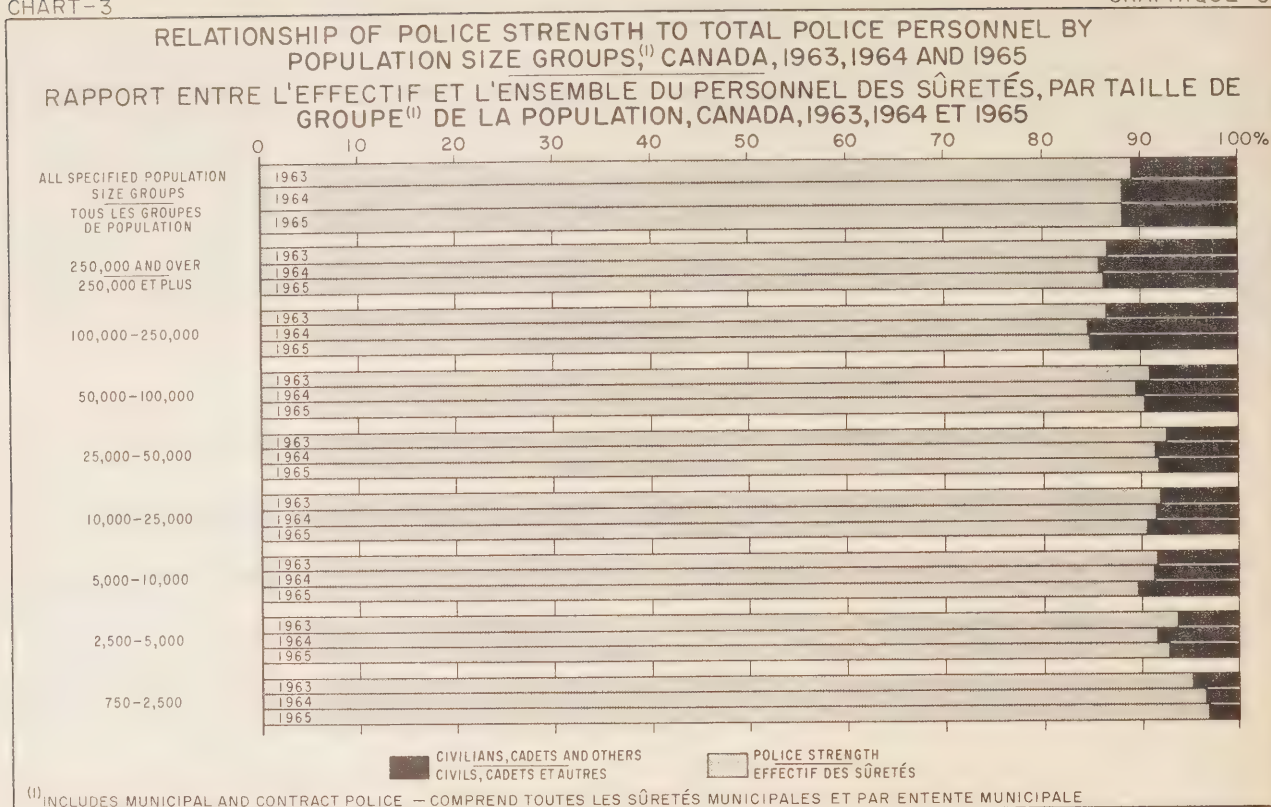 CHART-3
RELATIONSHIP OF POLICE STRENGTH TO TOTAL POLICE PERSONNEL BY
POPULATION SIZE GROUPS,(1) CANADA, 1963, 1964 AND 1965
RAPPORT ENTRE L'EFFECTIF ET L'ENSEMBLE DU PERSONNEL DES SÛRETÉS, PAR TAILLE DE
GROUPE(1) DE LA POPULATION, CANADA, 1963, 1964 ET 1965
0 10 20 30 40 50 60 70 80 90 100%
ALL SPECIFIED POPULATION
SIZE GROUPS
TOUS LES GROUPES
DE POPULATION
1963
1964
1965
250,000 AND OVER
250,000 ET PLUS
1963
1964
1965
100,000-250,000
1963
1964
1965
50,000-100,000
1963
1964
1965
25,000-50,000
1963
1964
1965
10,000-25,000
1963
1964
1965
5,000-10,000
1963
1964
1965
2,500-5,000
1963
1964
1965
750-2,500
1963
1964
1965
CIVILIANS, CADETS AND OTHERS
CIVILS, CADETS ET AUTRES
POLICE STRENGTH
EFFECTIF DES SÛRETÉS
(1) INCLUDES MUNICIPAL AND CONTRACT POLICE – COMPREND TOUTES LES SÛRETÉS MUNICIPALES ET PAR ENTENTE MUNICIPALE